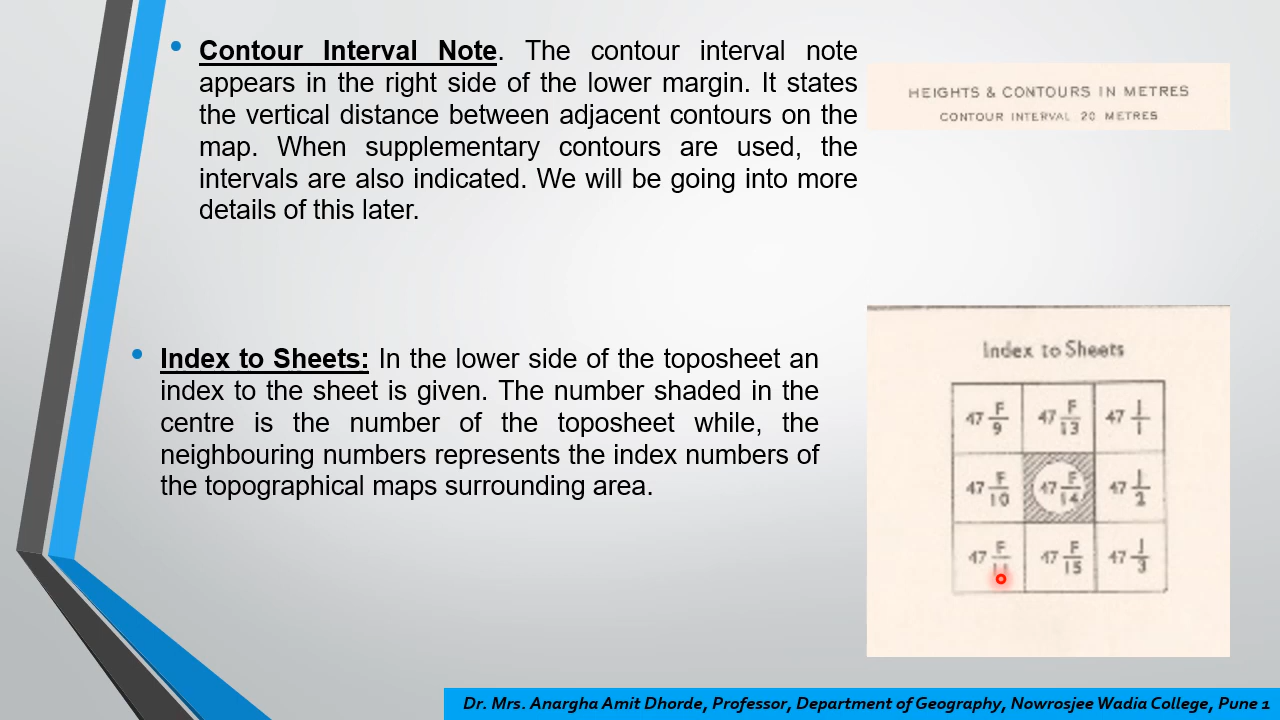 Contour Interval Note. The contour interval note
appears in the right side of the lower margin. It states
the vertical distance between adjacent contours on the
map. When supplementary contours are used, the
intervals are also indicated. We will be going into more
details of this later.
HEIGHTS & CONTOURS IN METRES
CONTOUR INTERVAL 20 METRES
Index to Sheets: In the lower side of the toposheet an
index to the sheet is given. The number shaded in the
centre is the number of the toposheet while, the
neighbouring numbers represents the index numbers of
the topographical maps surrounding area.
Index to Sheets
47 F/9 47 F/13 47 J/1
47 F/10 47 F/14 47 J/2
47 F/11 47 F/15 47 J/3
Dr. Mrs. Anargha Amit Dhorde, Professor, Department of Geography, Nowrosjee Wadia College, Pune 1